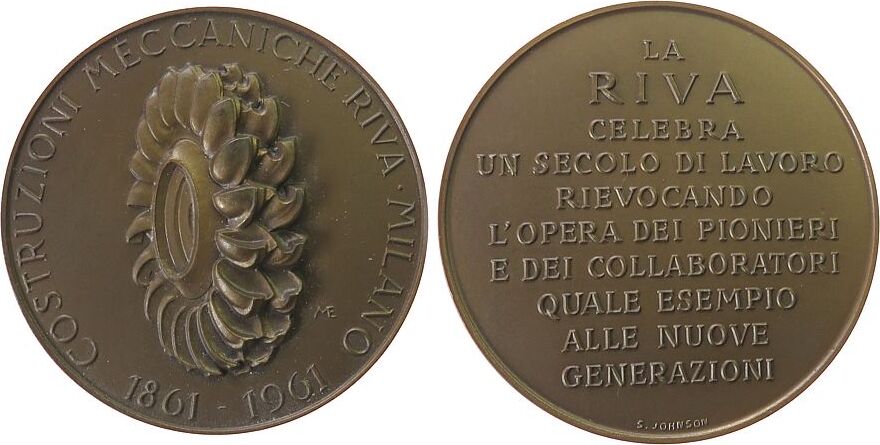 COSTRUZIONI MECCANICHE RIVA · MILANO
1861 - 1961
ME
LA
RIVA
CELEBRA
UN SECOLO DI LAVORO
RIEVOCANDO
L'OPERA DEI PIONIERI
E DEI COLLABORATORI
QUALE ESEMPIO
ALLE NUOVE
GENERAZIONI
S. JOHNSON